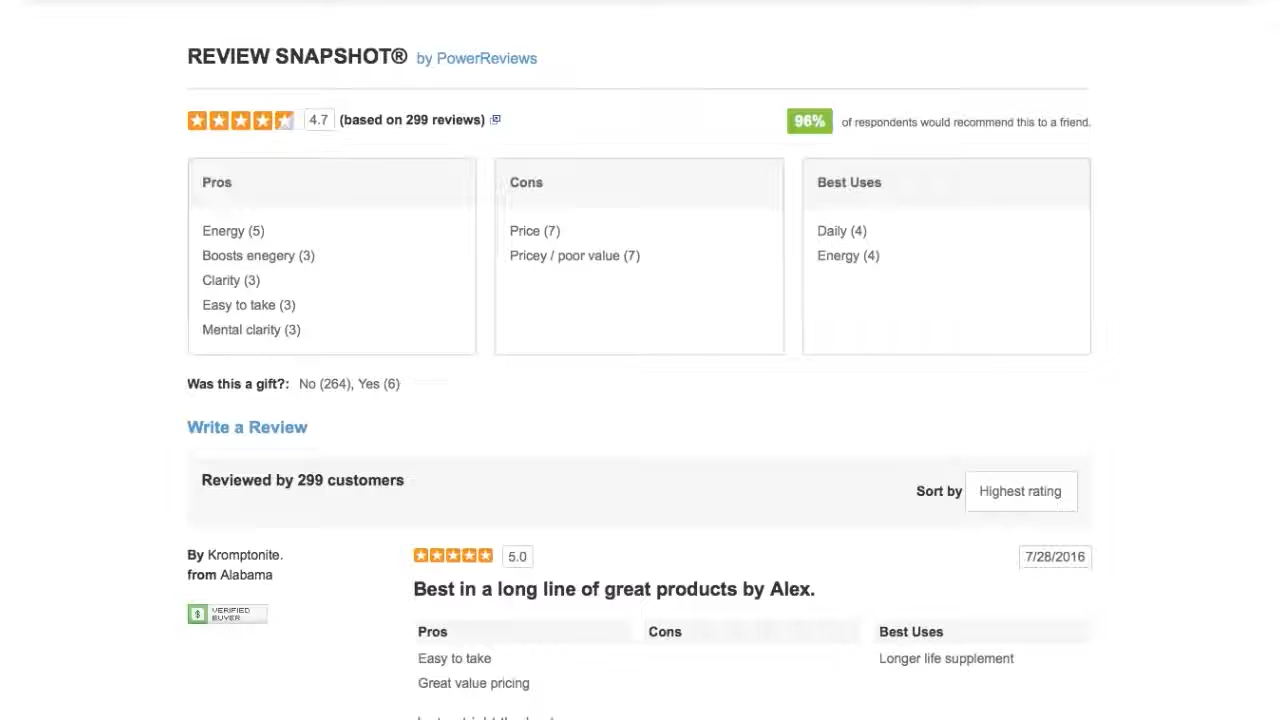 REVIEW SNAPSHOT® by PowerReviews
4.7 (based on 299 reviews)
96% of respondents would recommend this to a friend.
Pros
Energy (5)
Boosts enegery (3)
Clarity (3)
Easy to take (3)
Mental clarity (3)
Cons
Price (7)
Pricey / poor value (7)
Best Uses
Daily (4)
Energy (4)
Was this a gift?: No (264), Yes (6)
Write a Review
Reviewed by 299 customers
Sort by Highest rating
By Kromptonite.
from Alabama
VERIFIED
BUYER
5.0
7/28/2016
Best in a long line of great products by Alex.
Pros
Easy to take
Great value pricing
Cons
Best Uses
Longer life supplement